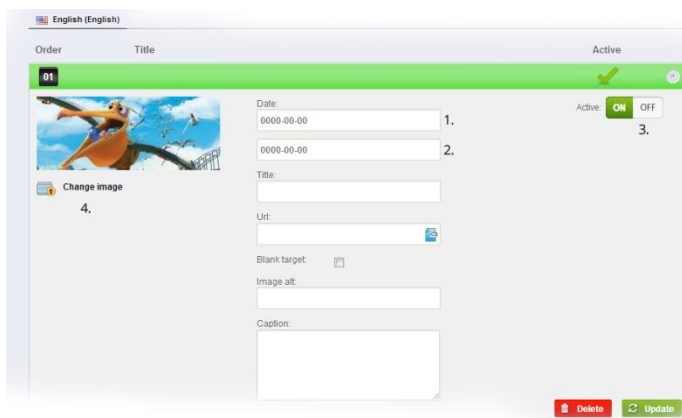 English (English)
Order Title Active
01
Date:
Active: ON OFF
0000-00-00 1.
3.
0000-00-00 2.
Title:
Change image
4.
Url:
Blank target:
Image alt:
Caption:
Delete Update